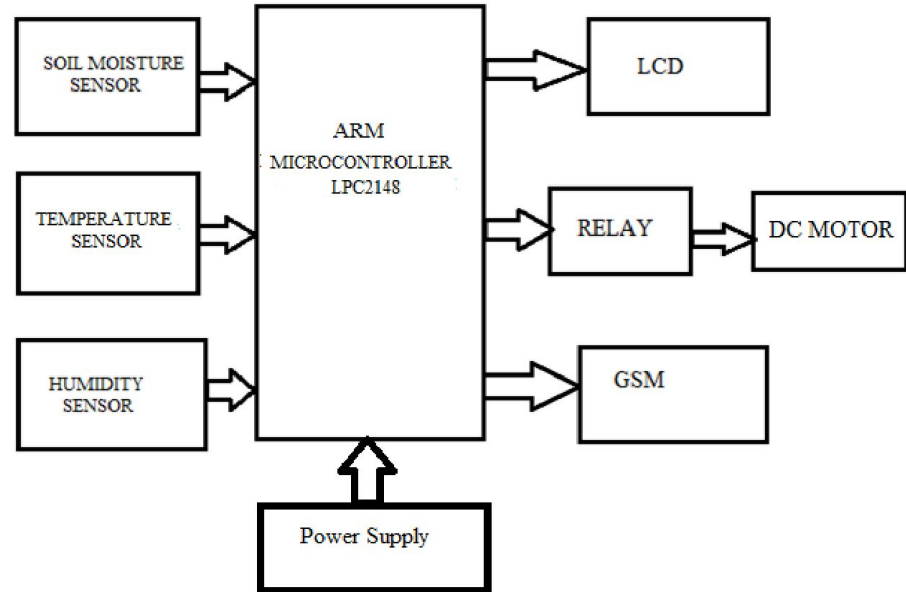 SOIL MOISTURE
SENSOR
TEMPERATURE
SENSOR
HUMIDITY
SENSOR
ARM
MICROCONTROLLER
LPC2148
LCD
RELAY
DC MOTOR
GSM
Power Supply